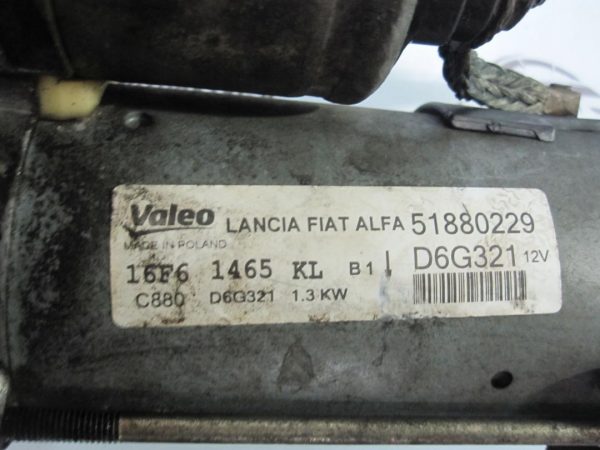 Valeo LANCIA FIAT ALFA 51880229
MADE IN POLAND
16F6 1465 KL B1 D6G321 12V
C880 D6G321 1.3 KW